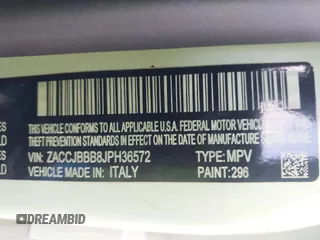 THIS VEHICLE CONFORMS TO ALL APPLICABLE U.S.A. FEDERAL MOTOR VEHICLE
THEFT PREVENTION STANDARDS IN EFFECT ON THE DATE OF MANUFACTURE
VIN: ZACCJBBB8JPH36572 TYPE: MPV
VEHICLE MADE IN: ITALY PAINT: 296
DREAMBID